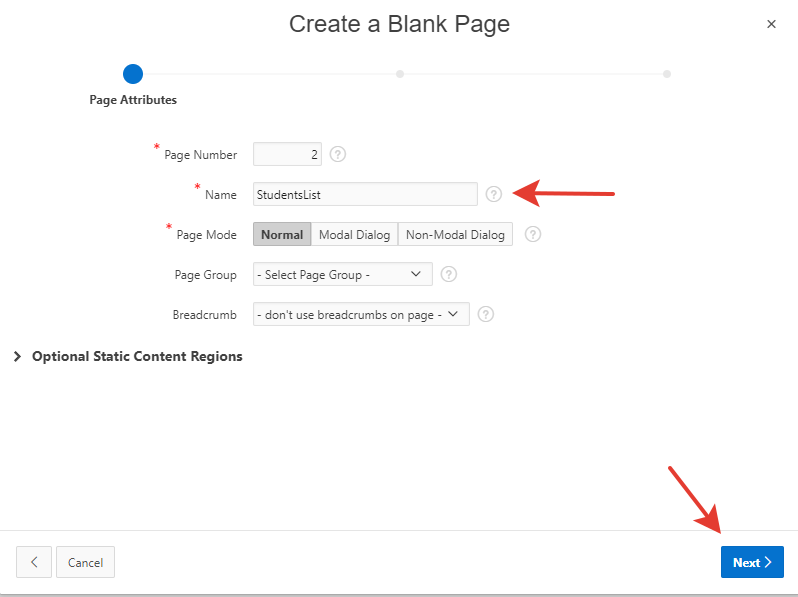 Create a Blank Page
Page Attributes
* Page Number 2 ?
* Name StudentsList ?
* Page Mode Normal Modal Dialog Non-Modal Dialog ?
Page Group - Select Page Group - ?
Breadcrumb - don't use breadcrumbs on page - ?
Optional Static Content Regions
Cancel Next